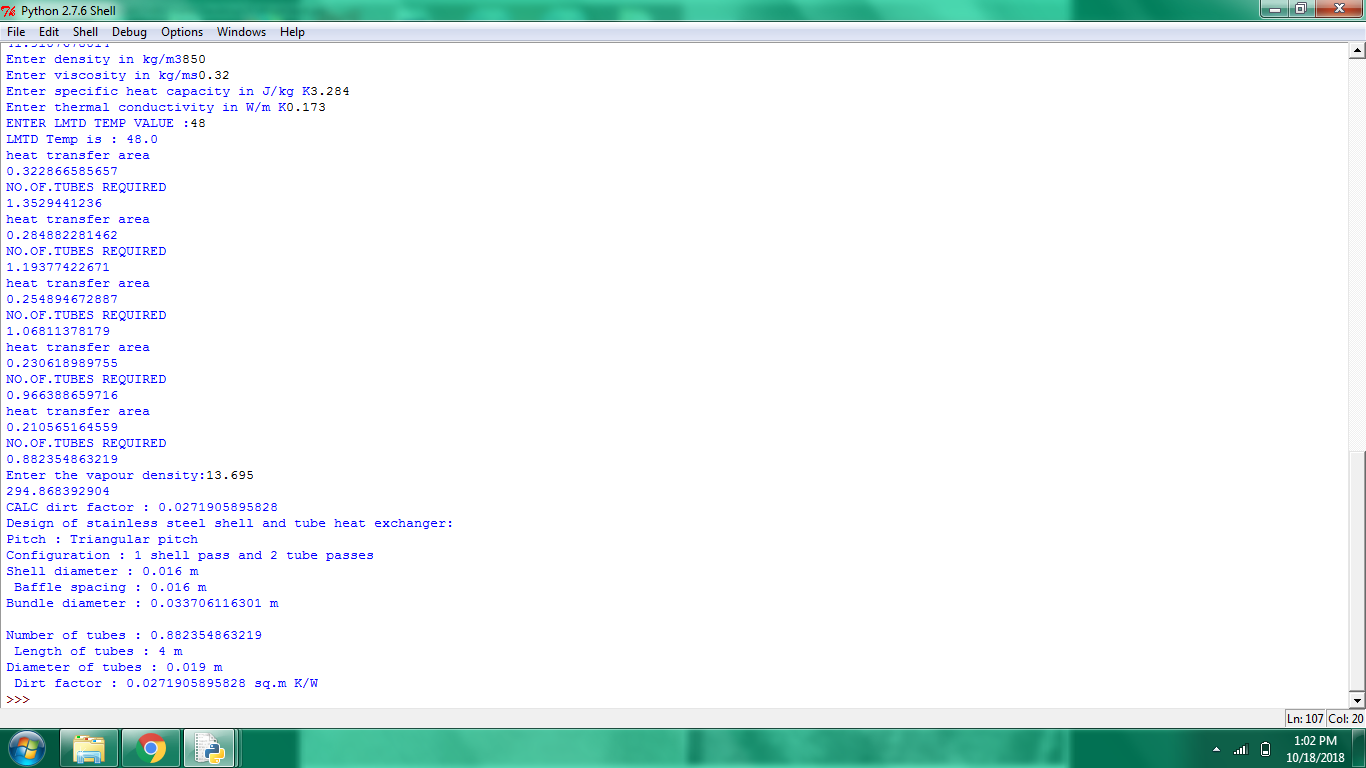 Python 2.7.6 Shell
File Edit Shell Debug Options Windows Help
Enter density in kg/m3850
Enter viscosity in kg/ms0.32
Enter specific heat capacity in J/kg K3.284
Enter thermal conductivity in W/m K0.173
ENTER LMTD TEMP VALUE :48
LMTD Temp is : 48.0
heat transfer area
0.322866585657
NO.OF.TUBES REQUIRED
1.3529441236
heat transfer area
0.284882281462
NO.OF.TUBES REQUIRED
1.19377422671
heat transfer area
0.254894672887
NO.OF.TUBES REQUIRED
1.06811378179
heat transfer area
0.230618989755
NO.OF.TUBES REQUIRED
0.966388659716
heat transfer area
0.210565164559
NO.OF.TUBES REQUIRED
0.882354863219
Enter the vapour density:13.695
294.868392904
CALC dirt factor : 0.0271905895828
Design of stainless steel shell and tube heat exchanger:
Pitch : Triangular pitch
Configuration : 1 shell pass and 2 tube passes
Shell diameter : 0.016 m
Baffle spacing : 0.016 m
Bundle diameter : 0.033706116301 m
Number of tubes : 0.882354863219
Length of tubes : 4 m
Diameter of tubes : 0.019 m
Dirt factor : 0.0271905895828 sq.m K/W
>>>
Ln: 107 Col: 20
1:02 PM
10/18/2018